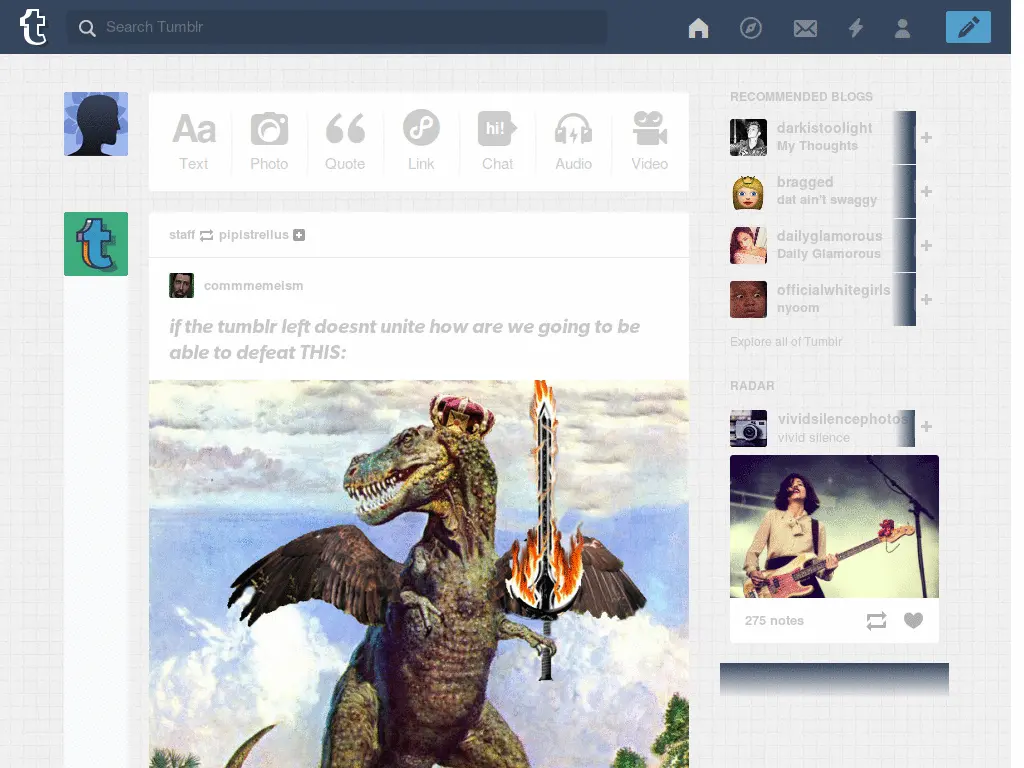 Search Tumblr
Aa
hi!
Text
Photo
Quote
Link
Chat
Audio
Video
staff pipistrellus
commmemeism
if the tumblr left doesnt unite how are we going to be
able to defeat THIS:
RECOMMENDED BLOGS
darkistoolight
My Thoughts
bragged
dat ain't swaggy
dailyglamorous
Daily Glamorous
officialwhitegirls
nyoom
Explore all of Tumblr
RADAR
vividsilencephotos
vivid silence
275 notes